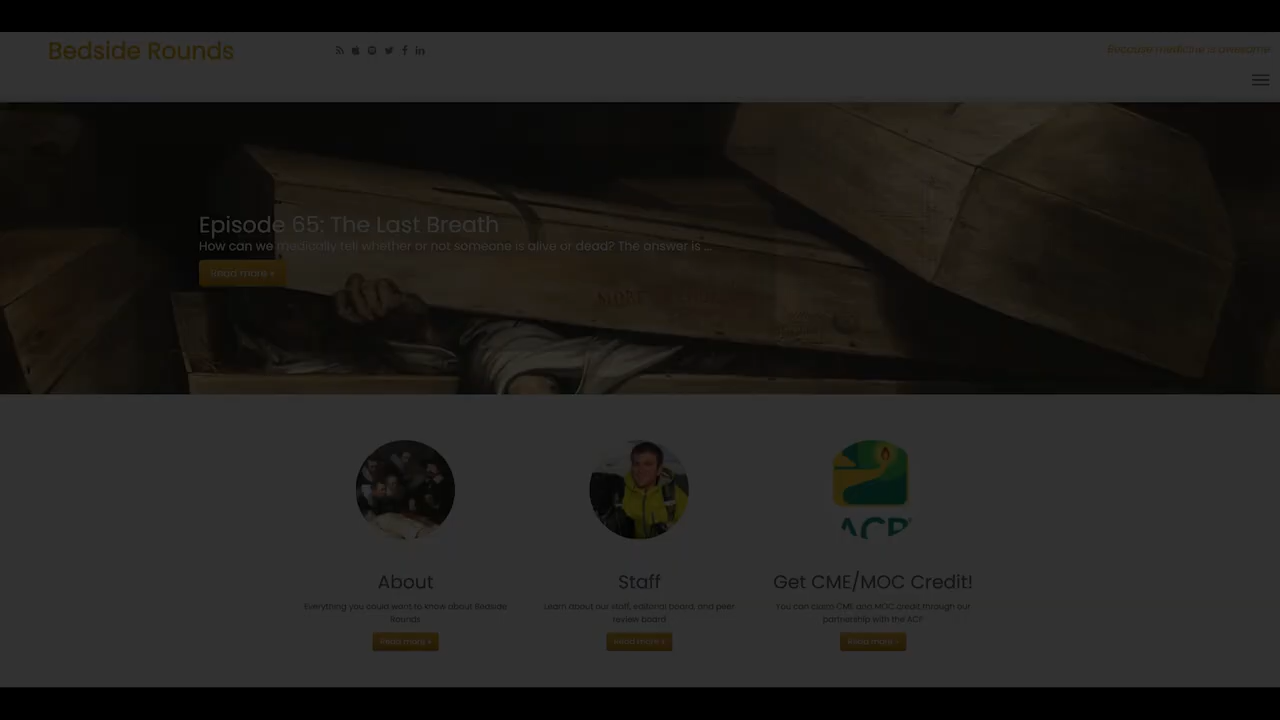 Bedside Rounds
Because medicine is awesome
Episode 65: The Last Breath
How can we medically tell whether or not someone is alive or dead? The answer is ...
Read more »
ACP
About
Staff
Get CME/MOC Credit!
Everything you could want to know about Bedside
Rounds
Learn about our staff, editorial board, and peer
review board
You can claim CME and MOC credit through our
partnership with the ACP
Read more »
Read more »
Read more »